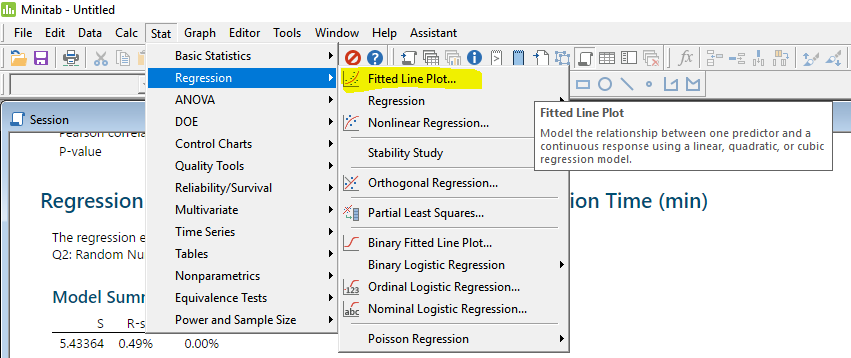 Minitab - Untitled
File Edit Data Calc Stat Graph Editor Tools Window Help Assistant
Basic Statistics
Regression
ANOVA
DOE
Control Charts
Quality Tools
Reliability/Survival
Multivariate
Time Series
Tables
Nonparametrics
Equivalence Tests
Power and Sample Size
Fitted Line Plot...
Regression
Nonlinear Regression...
Stability Study
Orthogonal Regression...
Partial Least Squares...
Binary Fitted Line Plot...
Binary Logistic Regression
Ordinal Logistic Regression...
Nominal Logistic Regression...
Poisson Regression
Fitted Line Plot
Model the relationship between one predictor and a
continuous response using a linear, quadratic, or cubic
regression model.
Session
Pearson correla
P-value
Regression ion Time (min)
The regression e
Q2: Random Nu
Model Summ
S R-s
5.43364 0.49% 0.00%